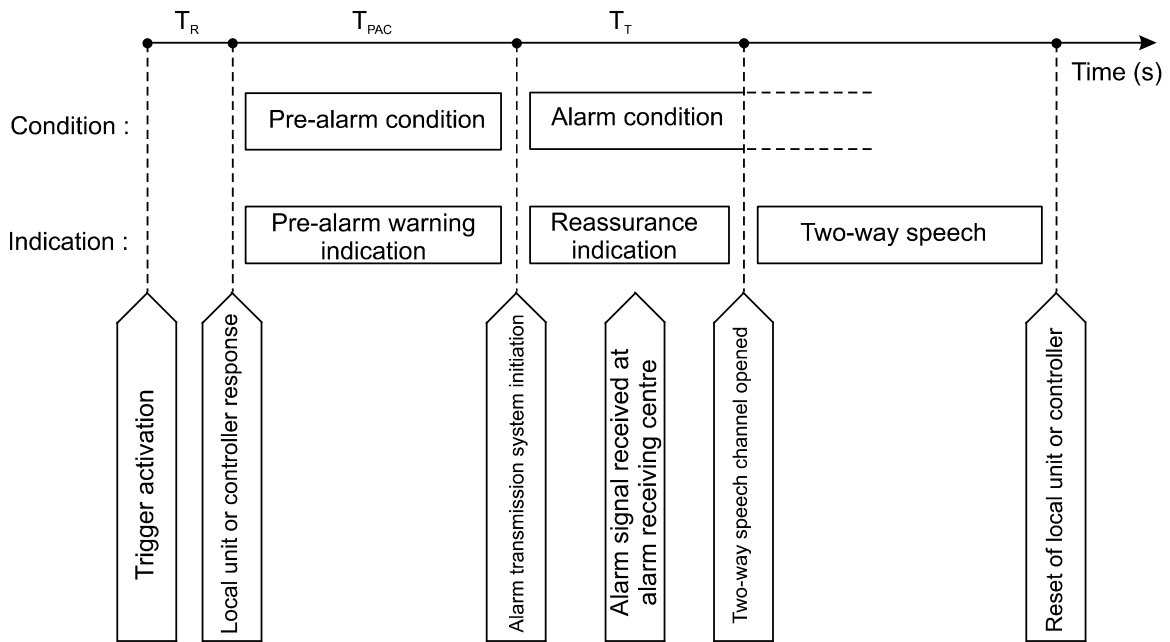 T_R
T_PAC
T_T
Time (s)
Condition :
Pre-alarm condition
Alarm condition
Indication :
Pre-alarm warning
indication
Reassurance
indication
Two-way speech
Trigger activation
Local unit or controller response
Alarm transmission system initiation
Alarm signal received at
alarm receiving centre
Two-way speech channel opened
Reset of local unit or controller